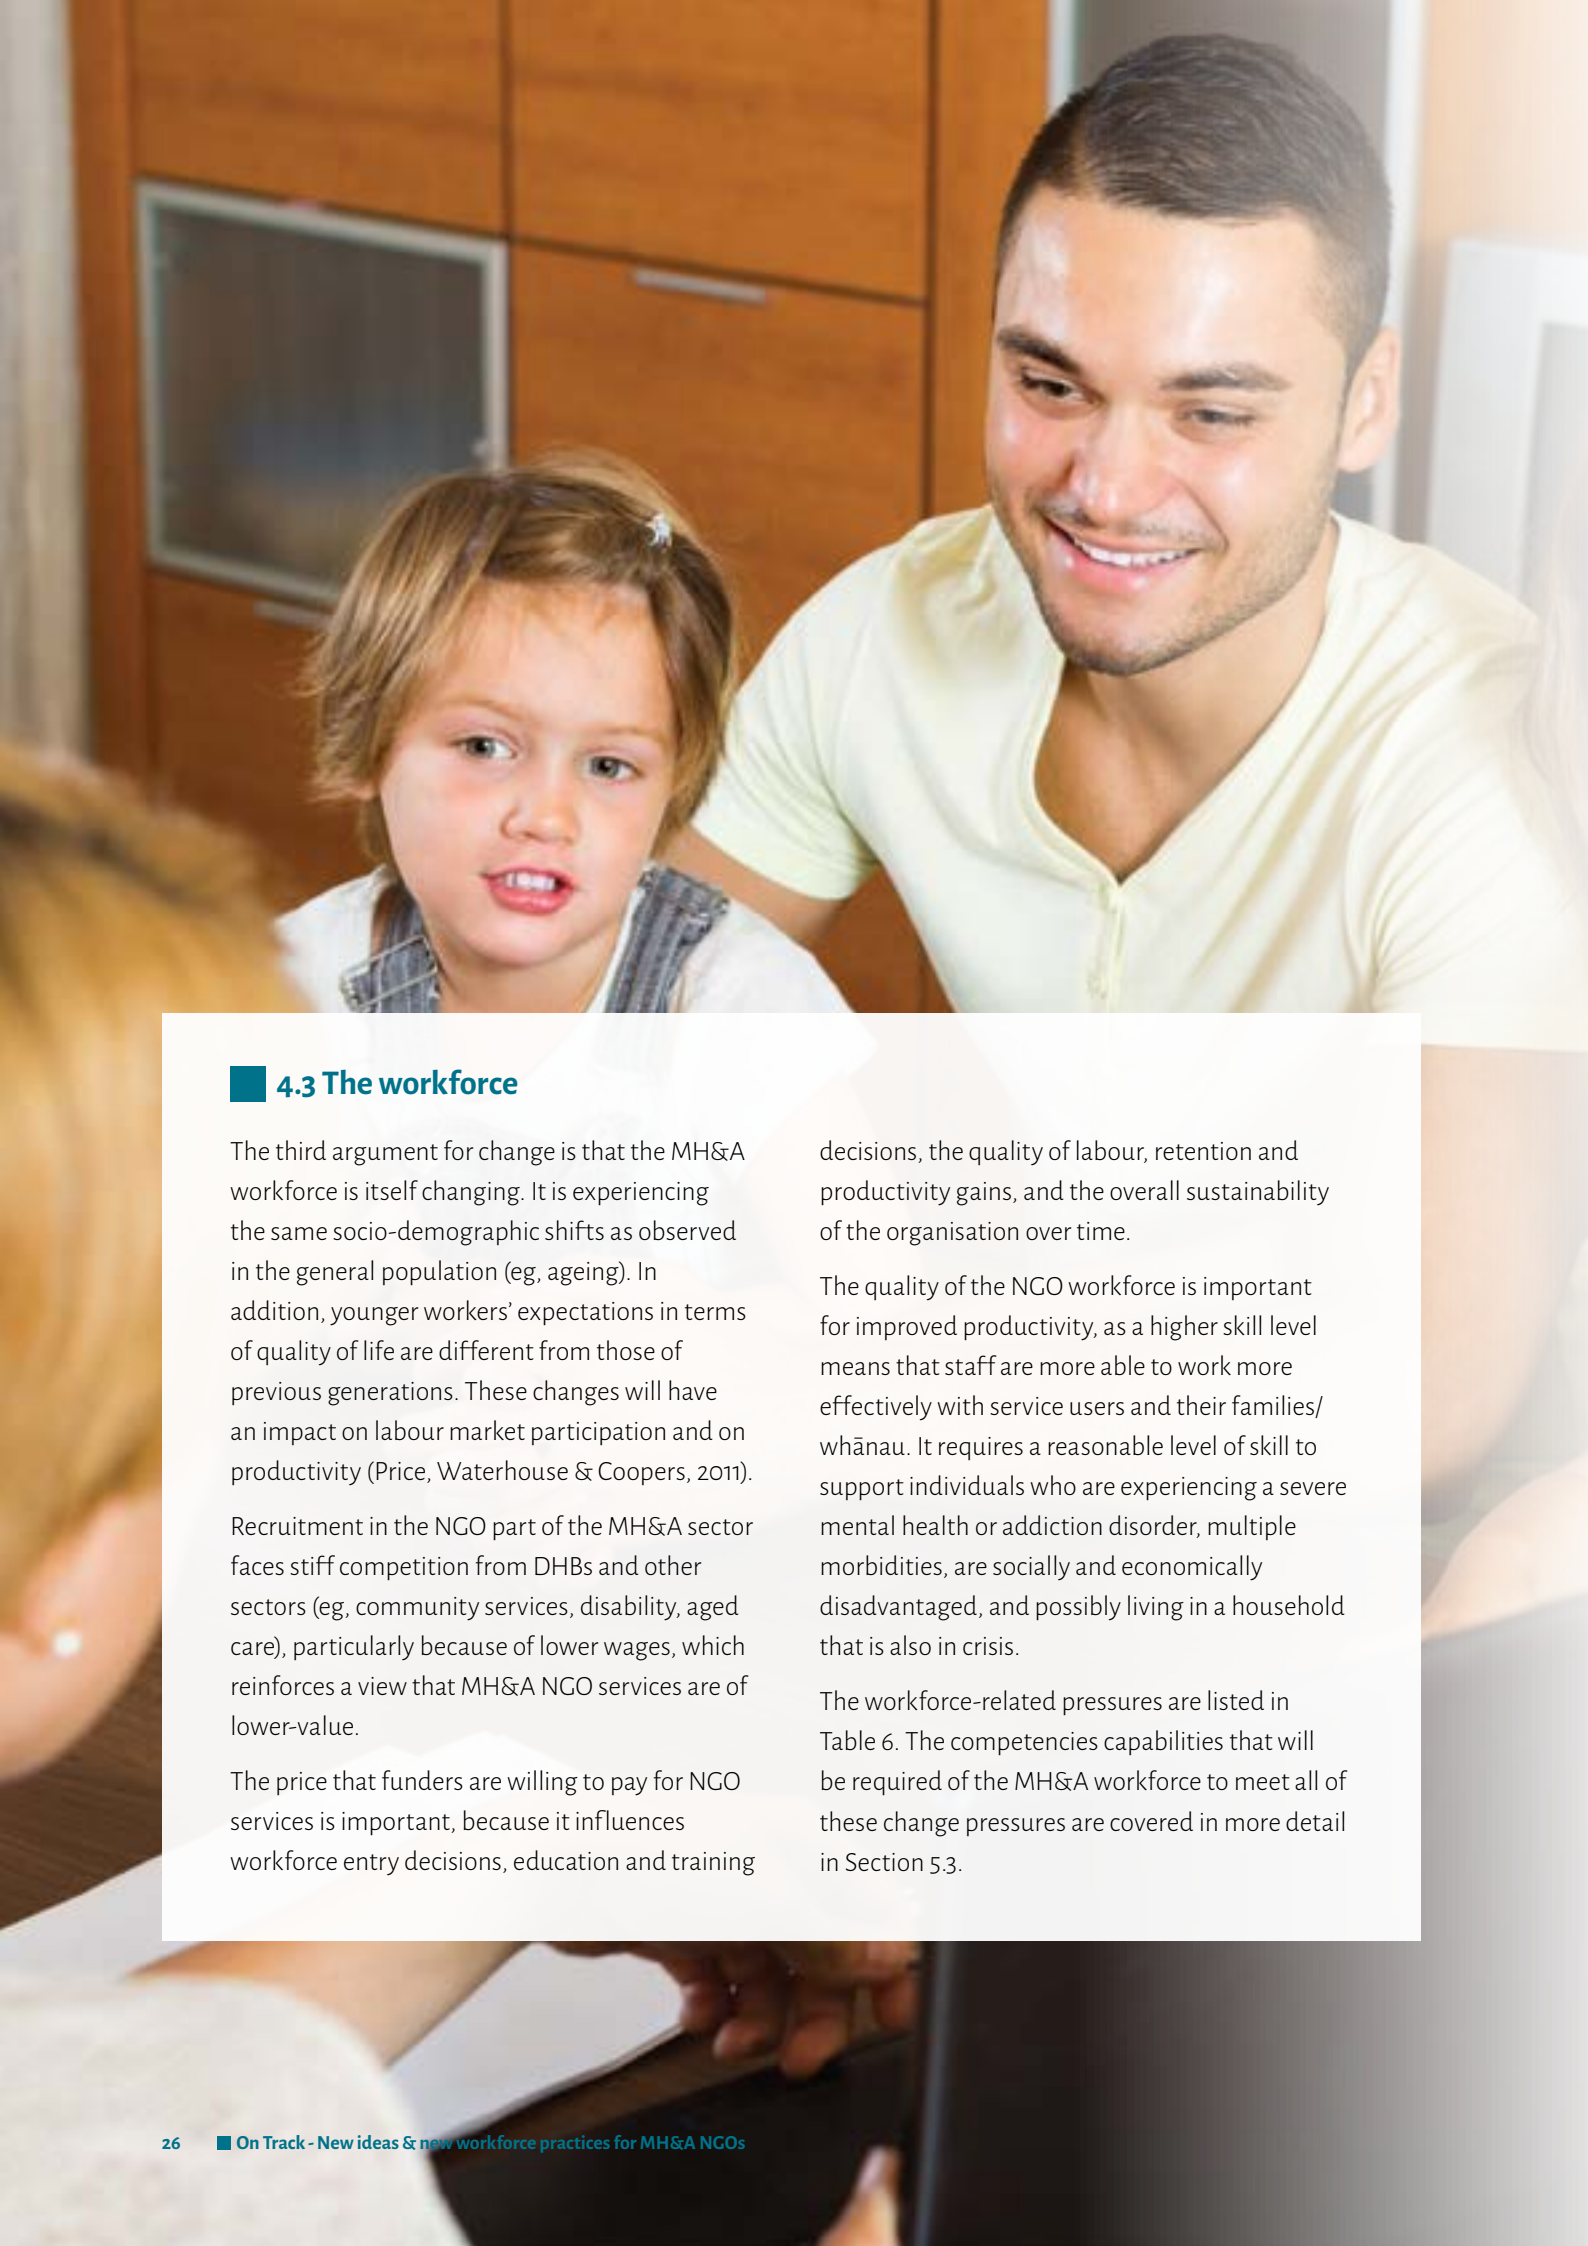 4.3 The workforce
The third argument for change is that the MH&A
workforce is itself changing. It is experiencing
the same socio-demographic shifts as observed
in the general population (eg, ageing). In
addition, younger workers’ expectations in terms
of quality of life are different from those of
previous generations. These changes will have
an impact on labour market participation and on
productivity (Price, Waterhouse & Coopers, 2011).
Recruitment in the NGO part of the MH&A sector
faces stiff competition from DHBs and other
sectors (eg, community services, disability, aged
care), particularly because of lower wages, which
reinforces a view that MH&A NGO services are of
lower-value.
The price that funders are willing to pay for NGO
services is important, because it influences
workforce entry decisions, education and training
decisions, the quality of labour, retention and
productivity gains, and the overall sustainability
of the organisation over time.
The quality of the NGO workforce is important
for improved productivity, as a higher skill level
means that staff are more able to work more
effectively with service users and their families/
whānau. It requires a reasonable level of skill to
support individuals who are experiencing a severe
mental health or addiction disorder, multiple
morbidities, are socially and economically
disadvantaged, and possibly living in a household
that is also in crisis.
The workforce-related pressures are listed in
Table 6. The competencies capabilities that will
be required of the MH&A workforce to meet all of
these change pressures are covered in more detail
in Section 5.3.
26 On Track - New ideas & new workforce practices for MH&A NGOs